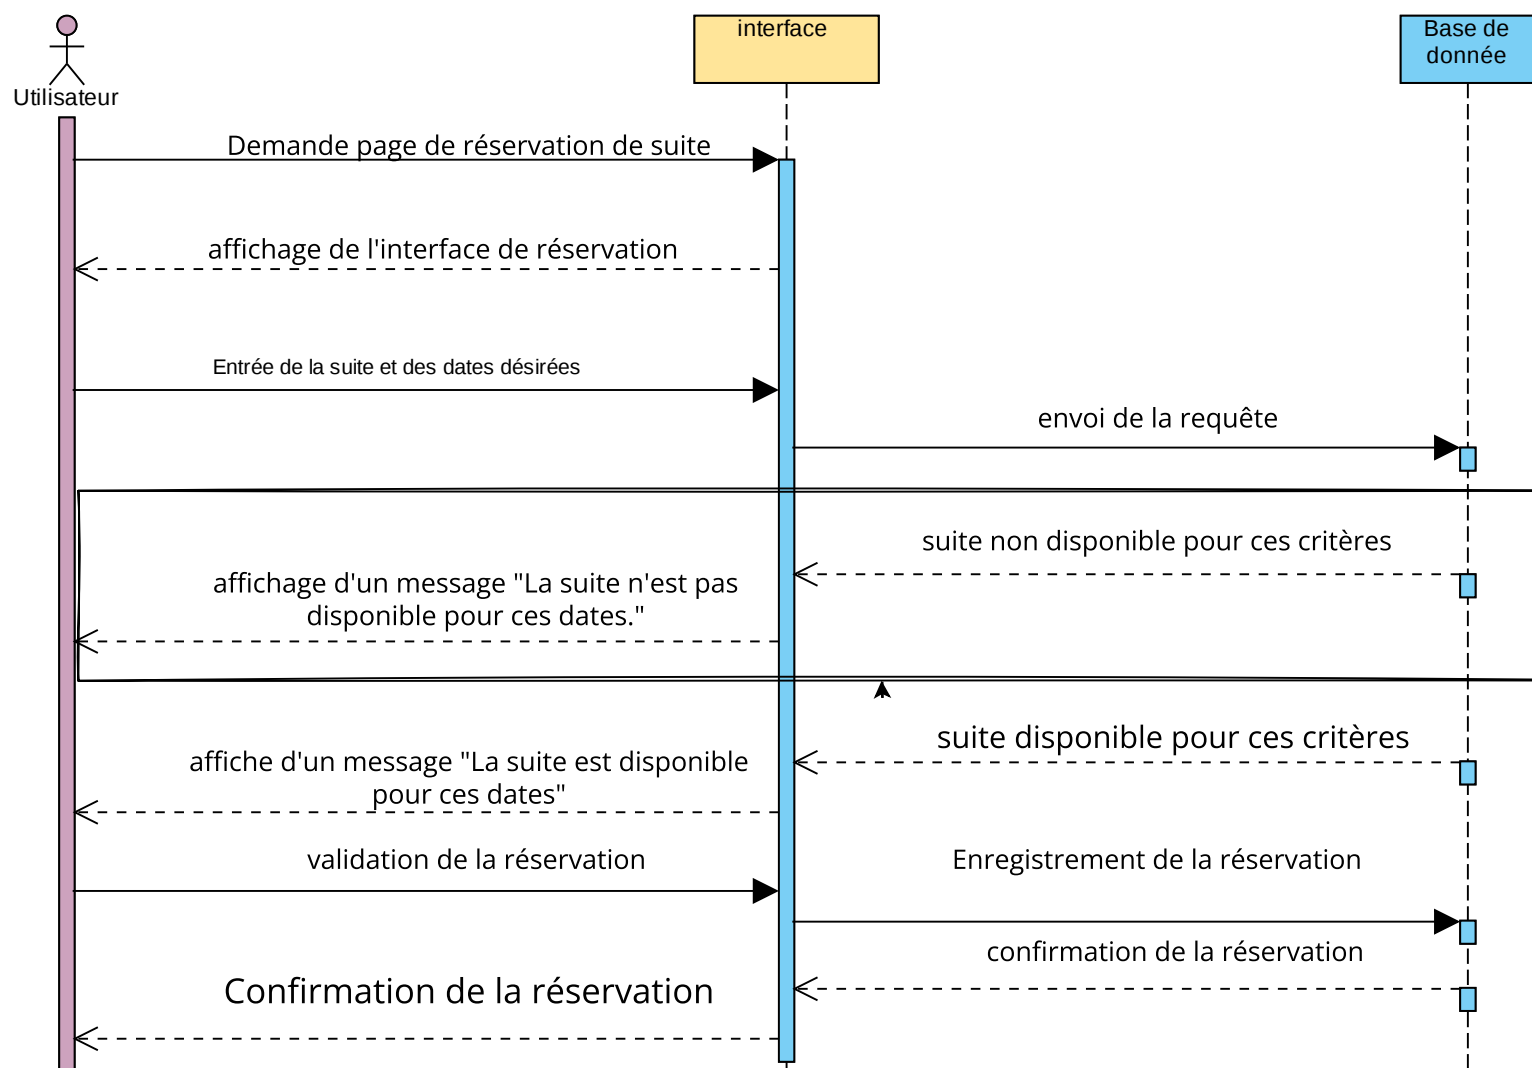 Utilisateur
interface
Base de
donnée
Demande page de réservation de suite
affichage de l'interface de réservation
Entrée de la suite et des dates désirées
envoi de la requête
suite non disponible pour ces critères
affichage d'un message "La suite n'est pas
disponible pour ces dates."
suite disponible pour ces critères
affiche d'un message "La suite est disponible
pour ces dates"
validation de la réservation
Enregistrement de la réservation
confirmation de la réservation
Confirmation de la réservation